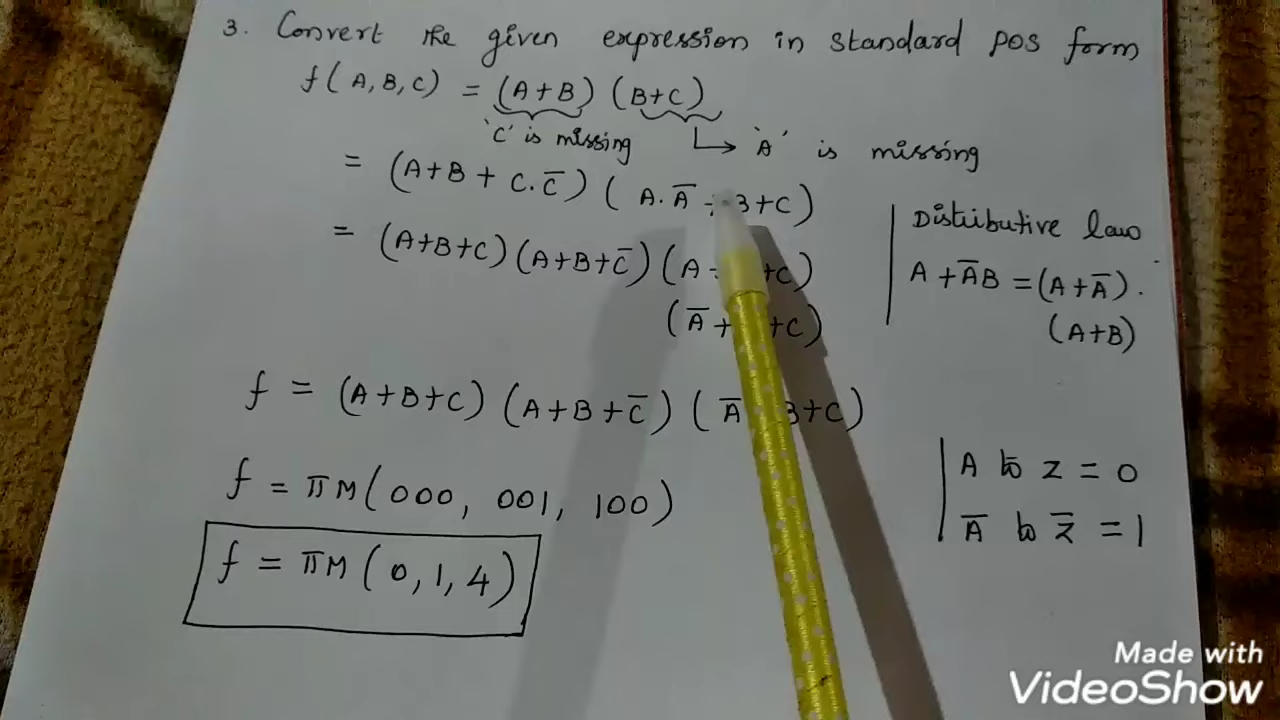 3. Convert the given expression in standard POS form
f(A,B,C) = (A+B) (B+C)
'C' is missing 'A' is missing
= (A+B+C.C̅) (A.A̅+B+C)
= (A+B+C) (A+B+C̅) (A+ +C)
(A̅+ +C)
Distributive law
A+A̅B = (A+A̅).
(A+B)
f = (A+B+C) (A+B+C̅) (A̅ B+C)
f = πM(000, 001, 100)
f = πM(0,1,4)
A to Z = 0
A̅ to Z̅ = 1
Made with
VideoShow